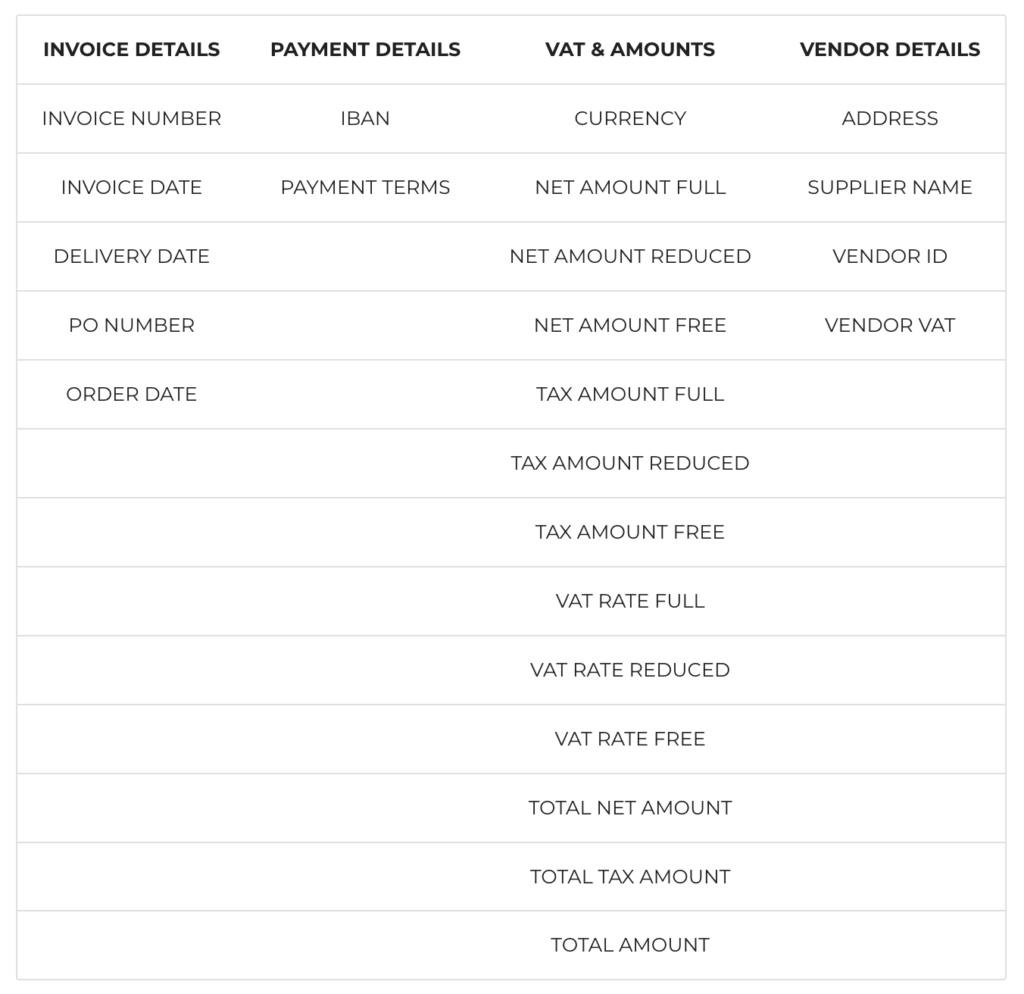 INVOICE DETAILS PAYMENT DETAILS VAT & AMOUNTS VENDOR DETAILS
INVOICE NUMBER IBAN CURRENCY ADDRESS
INVOICE DATE PAYMENT TERMS NET AMOUNT FULL SUPPLIER NAME
DELIVERY DATE NET AMOUNT REDUCED VENDOR ID
PO NUMBER NET AMOUNT FREE VENDOR VAT
ORDER DATE TAX AMOUNT FULL
TAX AMOUNT REDUCED
TAX AMOUNT FREE
VAT RATE FULL
VAT RATE REDUCED
VAT RATE FREE
TOTAL NET AMOUNT
TOTAL TAX AMOUNT
TOTAL AMOUNT